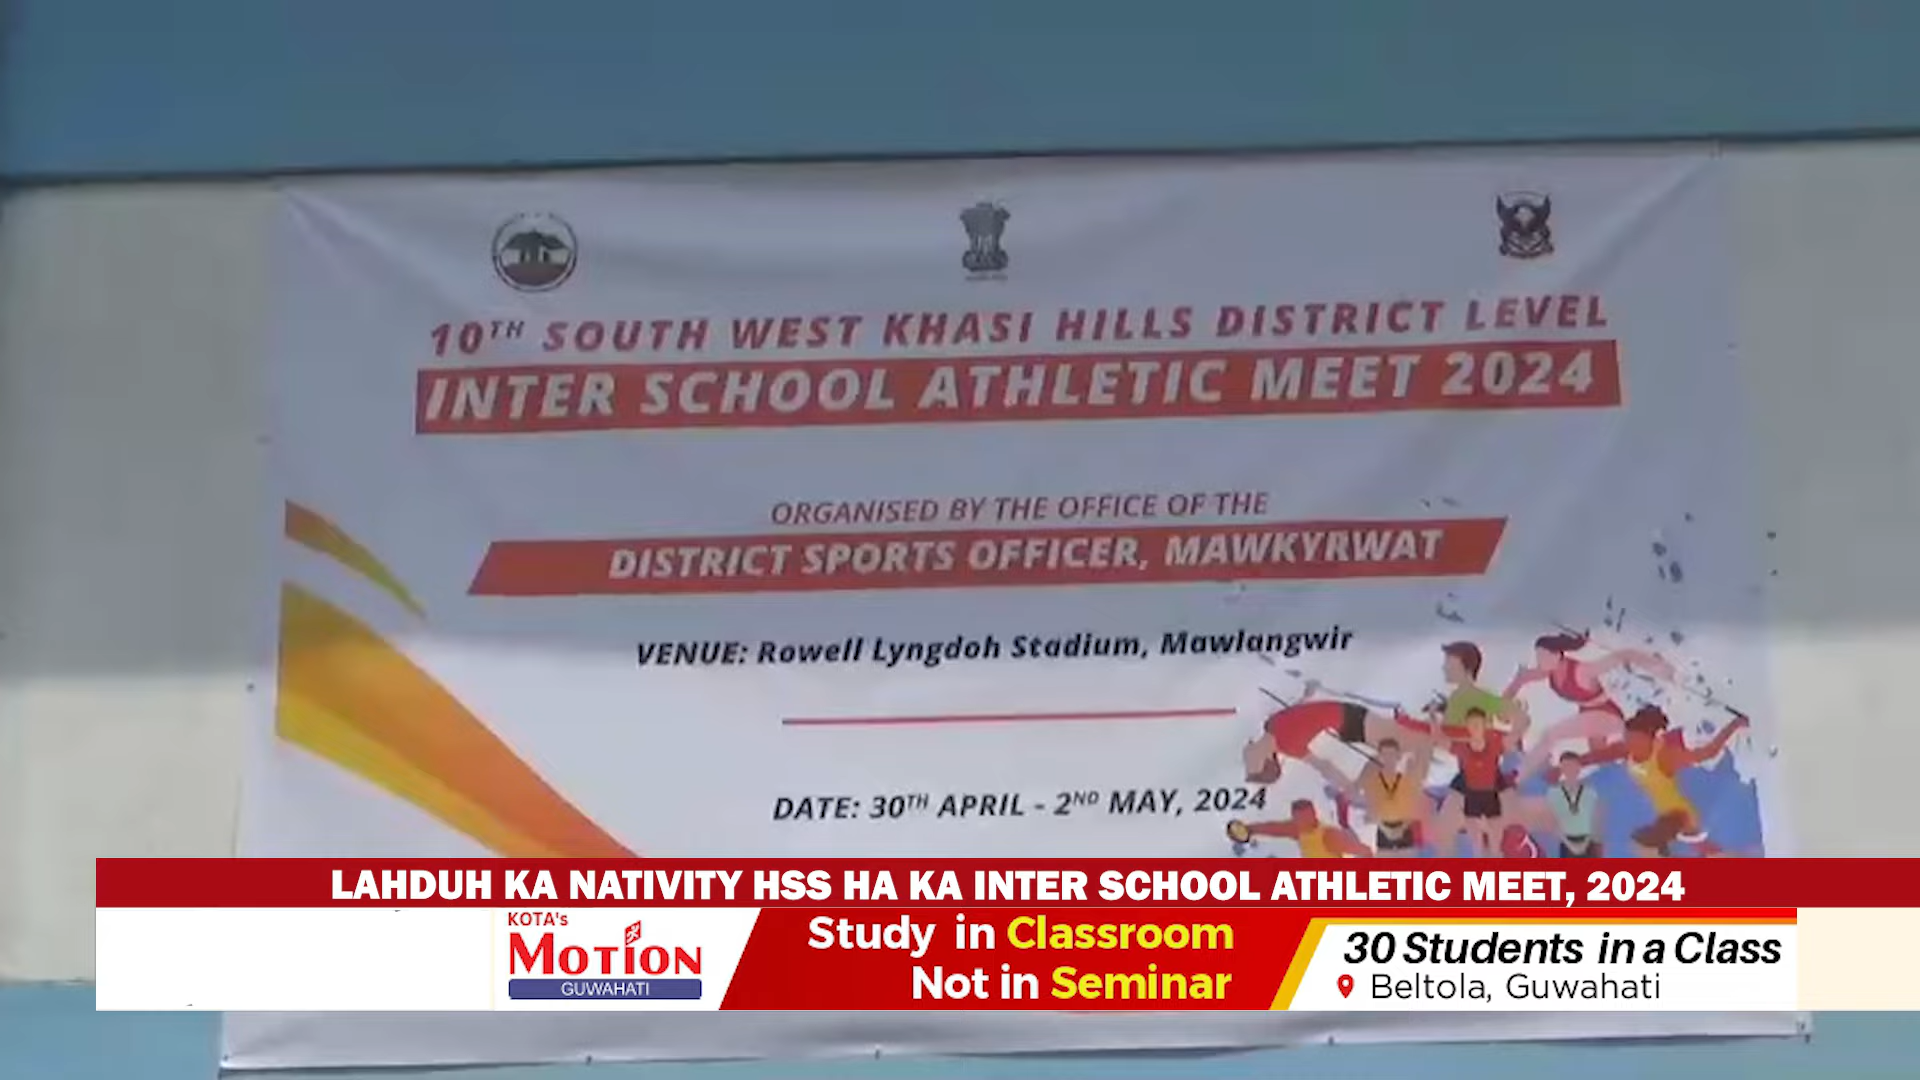 10TH SOUTH WEST KHASI HILLS DISTRICT LEVEL
INTER SCHOOL ATHLETIC MEET 2024
ORGANISED BY THE OFFICE OF THE
DISTRICT SPORTS OFFICER, MAWKYRWAT
VENUE: Rowell Lyngdoh Stadium, Mawlangwir
DATE: 30TH APRIL - 2ND MAY, 2024
LAHDUH KA NATIVITY HSS HA KA INTER SCHOOL ATHLETIC MEET, 2024
KOTA's
MOTION
GUWAHATI
Study in Classroom
Not in Seminar
30 Students in a Class
Beltola, Guwahati